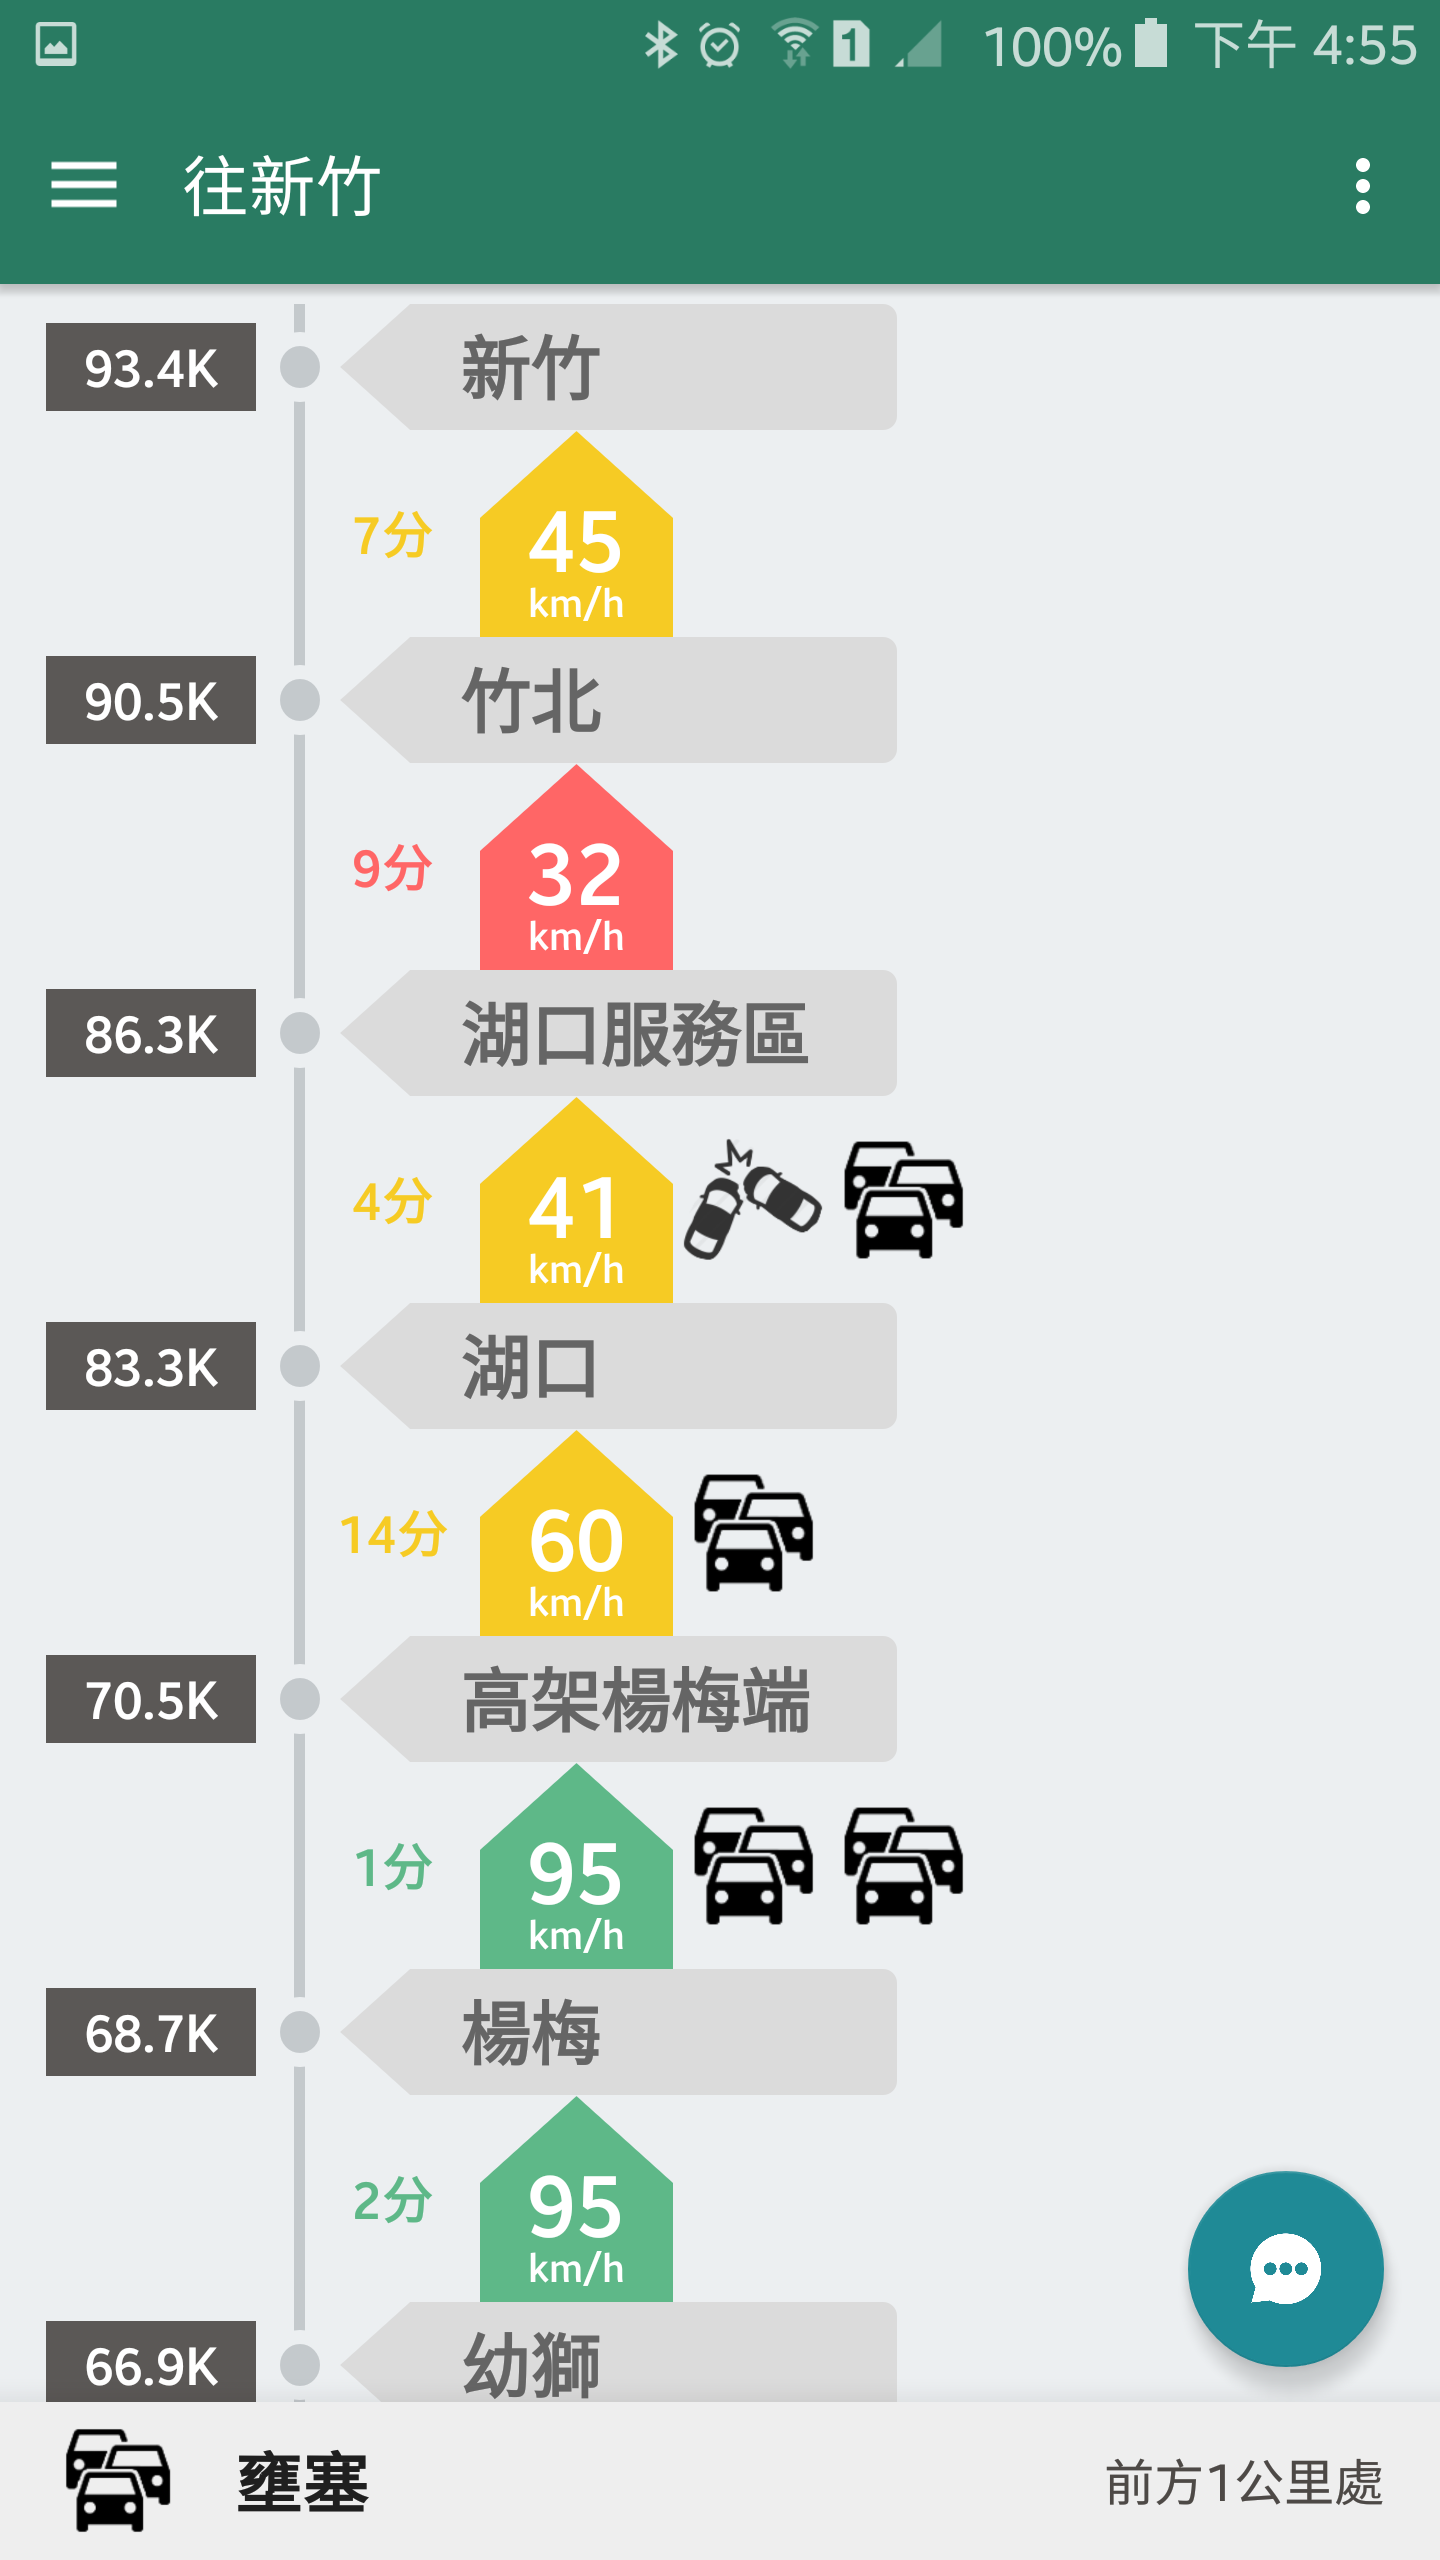 1 100% 下午 4:55
往新竹
93.4K 新竹
7分 45 km/h
90.5K 竹北
9分 32 km/h
86.3K 湖口服務區
4分 41 km/h
83.3K 湖口
14分 60 km/h
70.5K 高架楊梅端
1分 95 km/h
68.7K 楊梅
2分 95 km/h
66.9K 幼獅
壅塞 前方1公里處